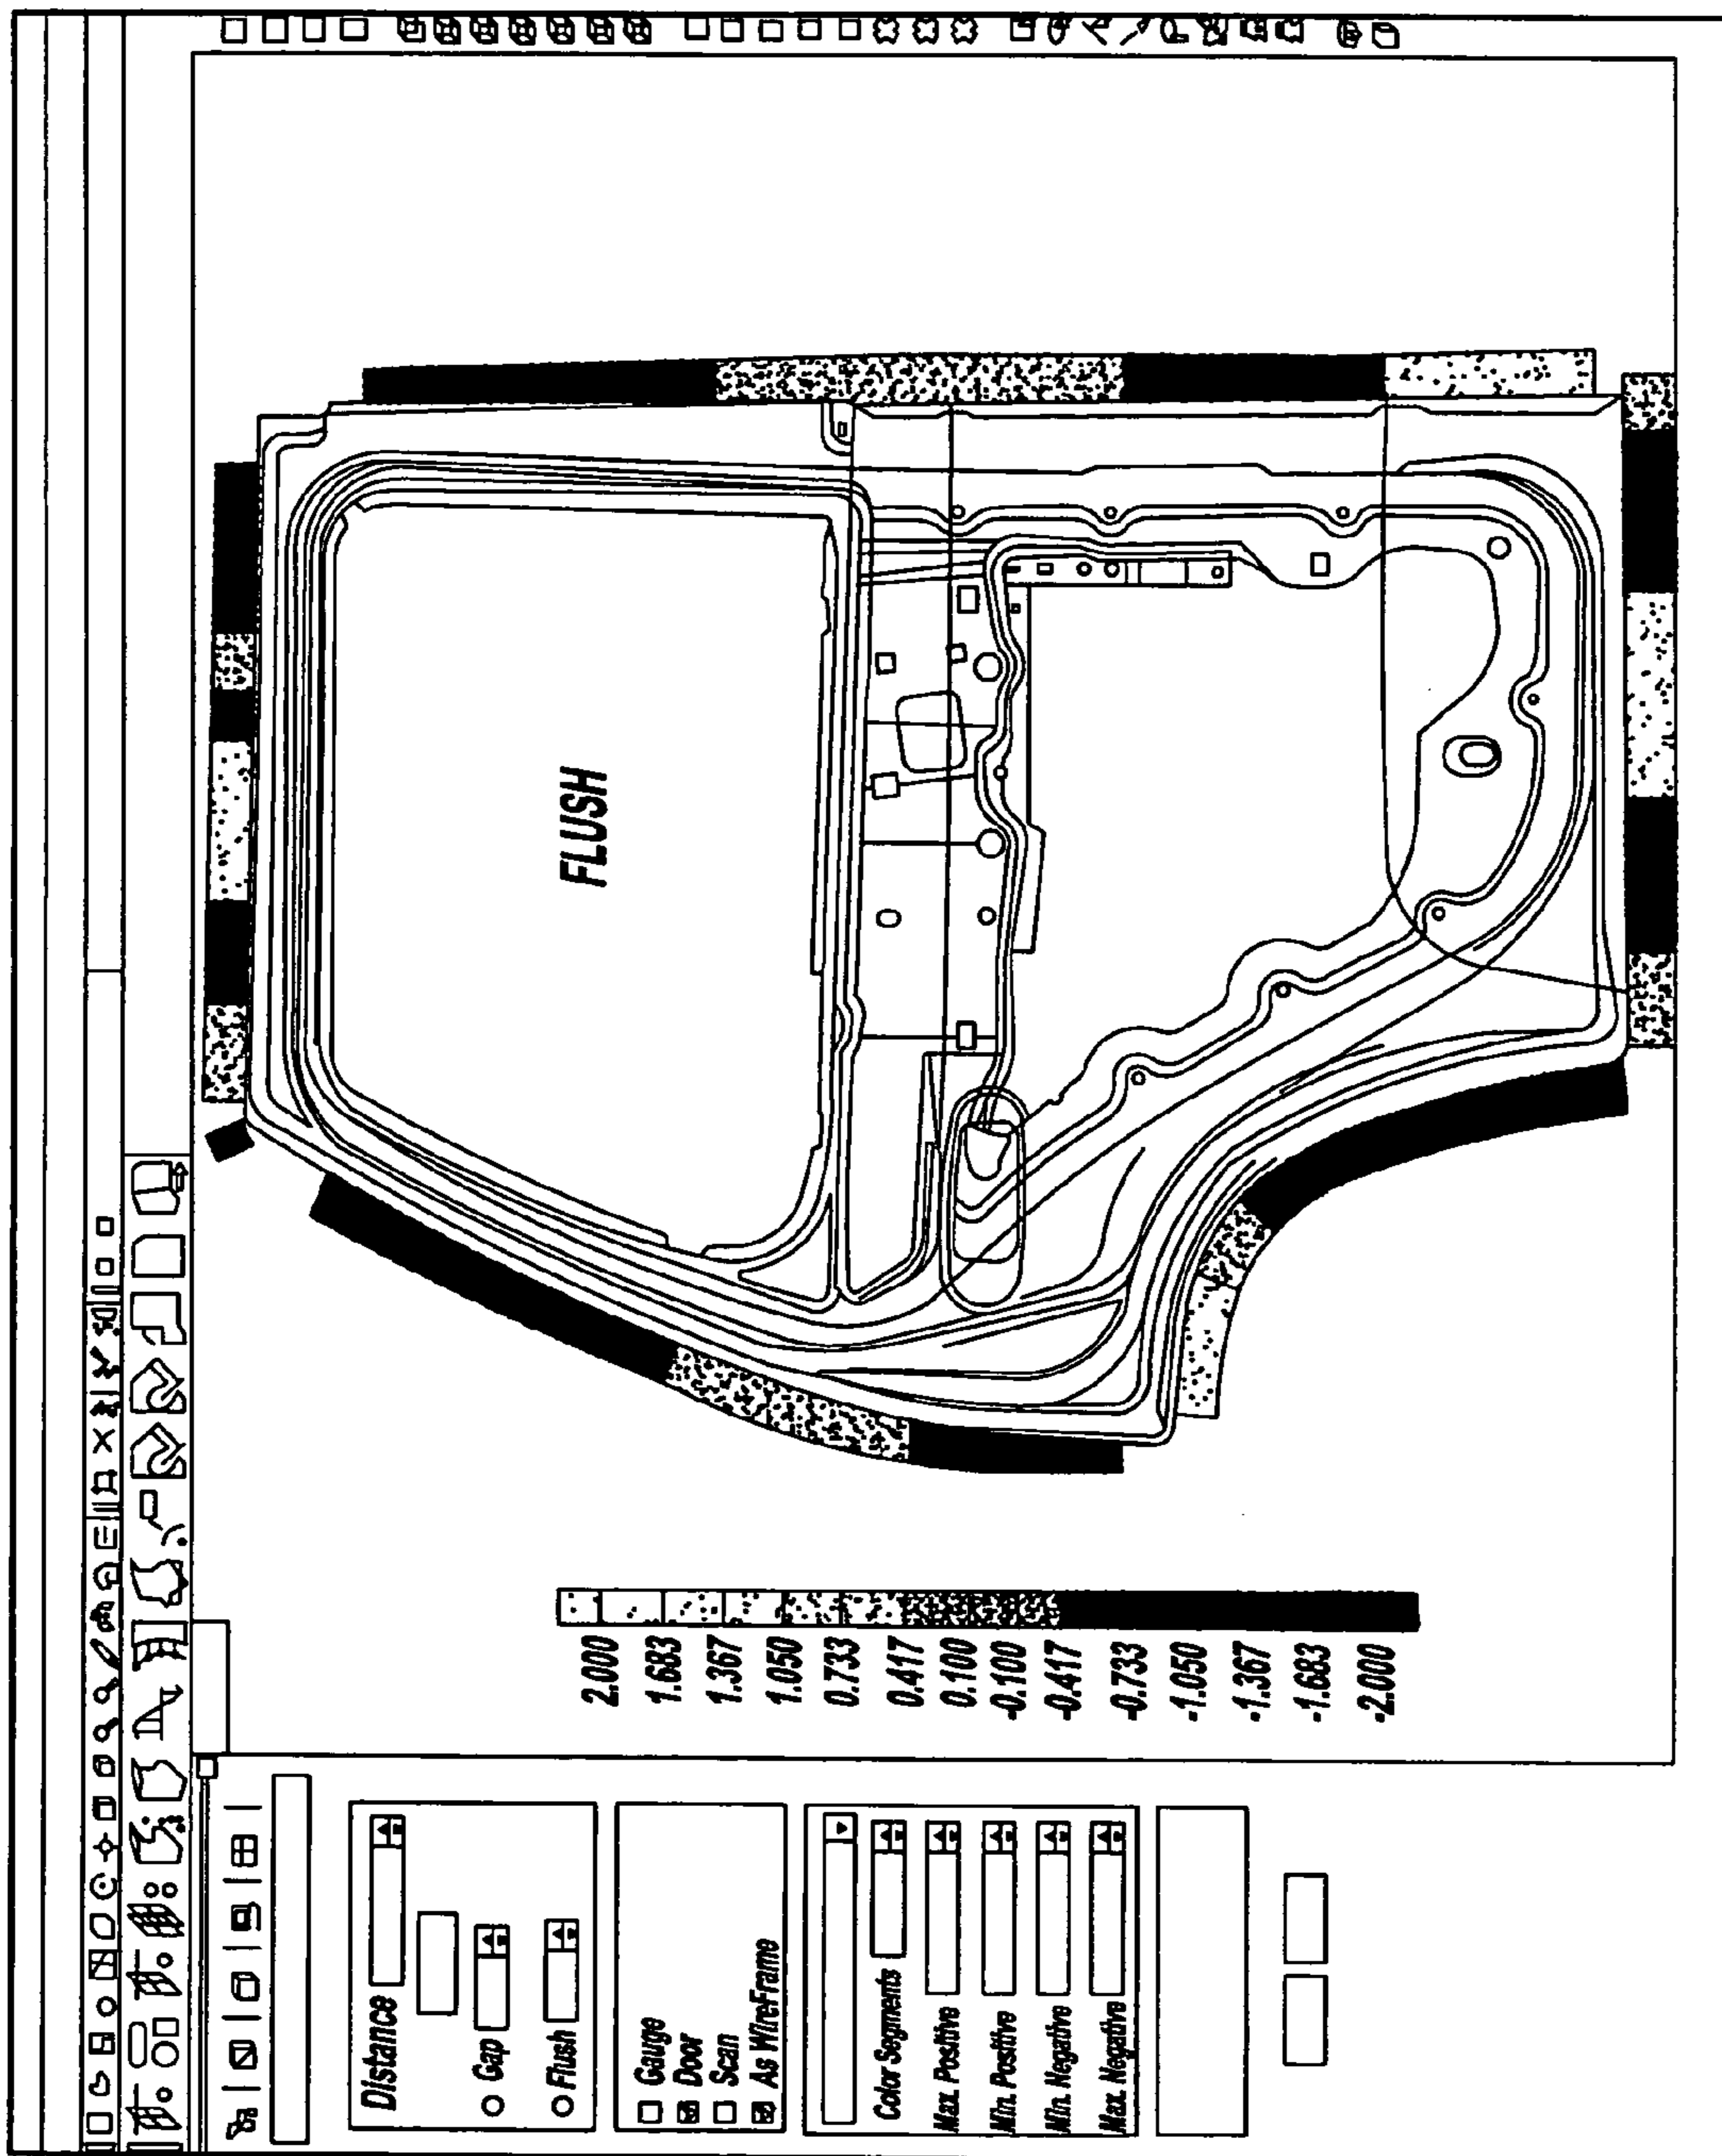 Distance
Gap
Flush
Gauge
Door
Scan
As WireFrame
Color Segments
Max. Positive
Min. Positive
Min. Negative
Max. Negative
2.000
1.683
1.367
1.050
0.733
0.417
0.100
-0.100
-0.417
-0.733
-1.050
-1.367
-1.683
-2.000
FLUSH